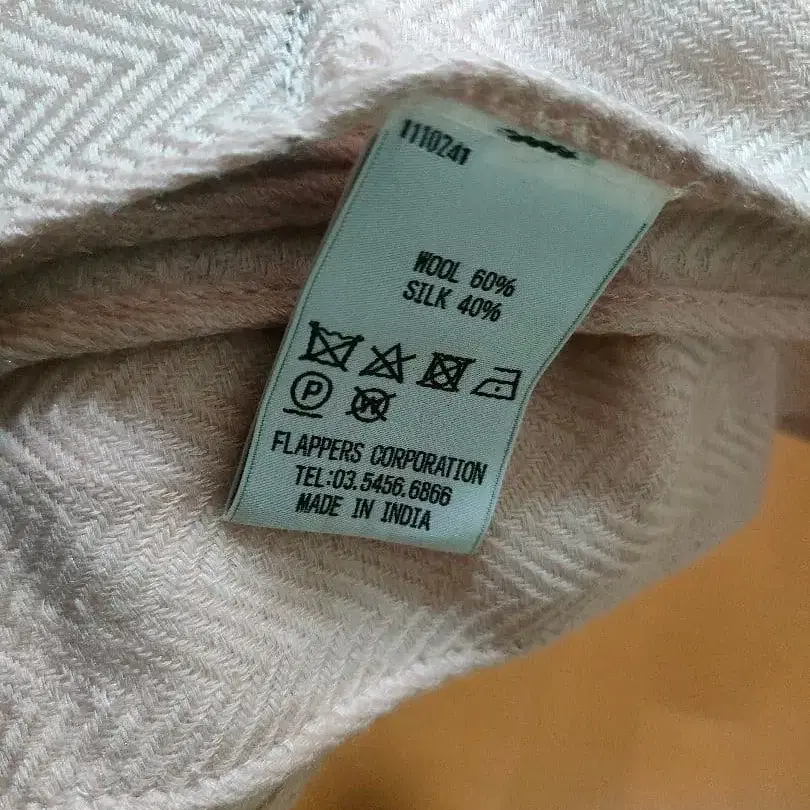 1110241
WOOL 60%
SILK 40%
P
W
FLAPPERS CORPORATION
TEL:03.5456.6866
MADE IN INDIA